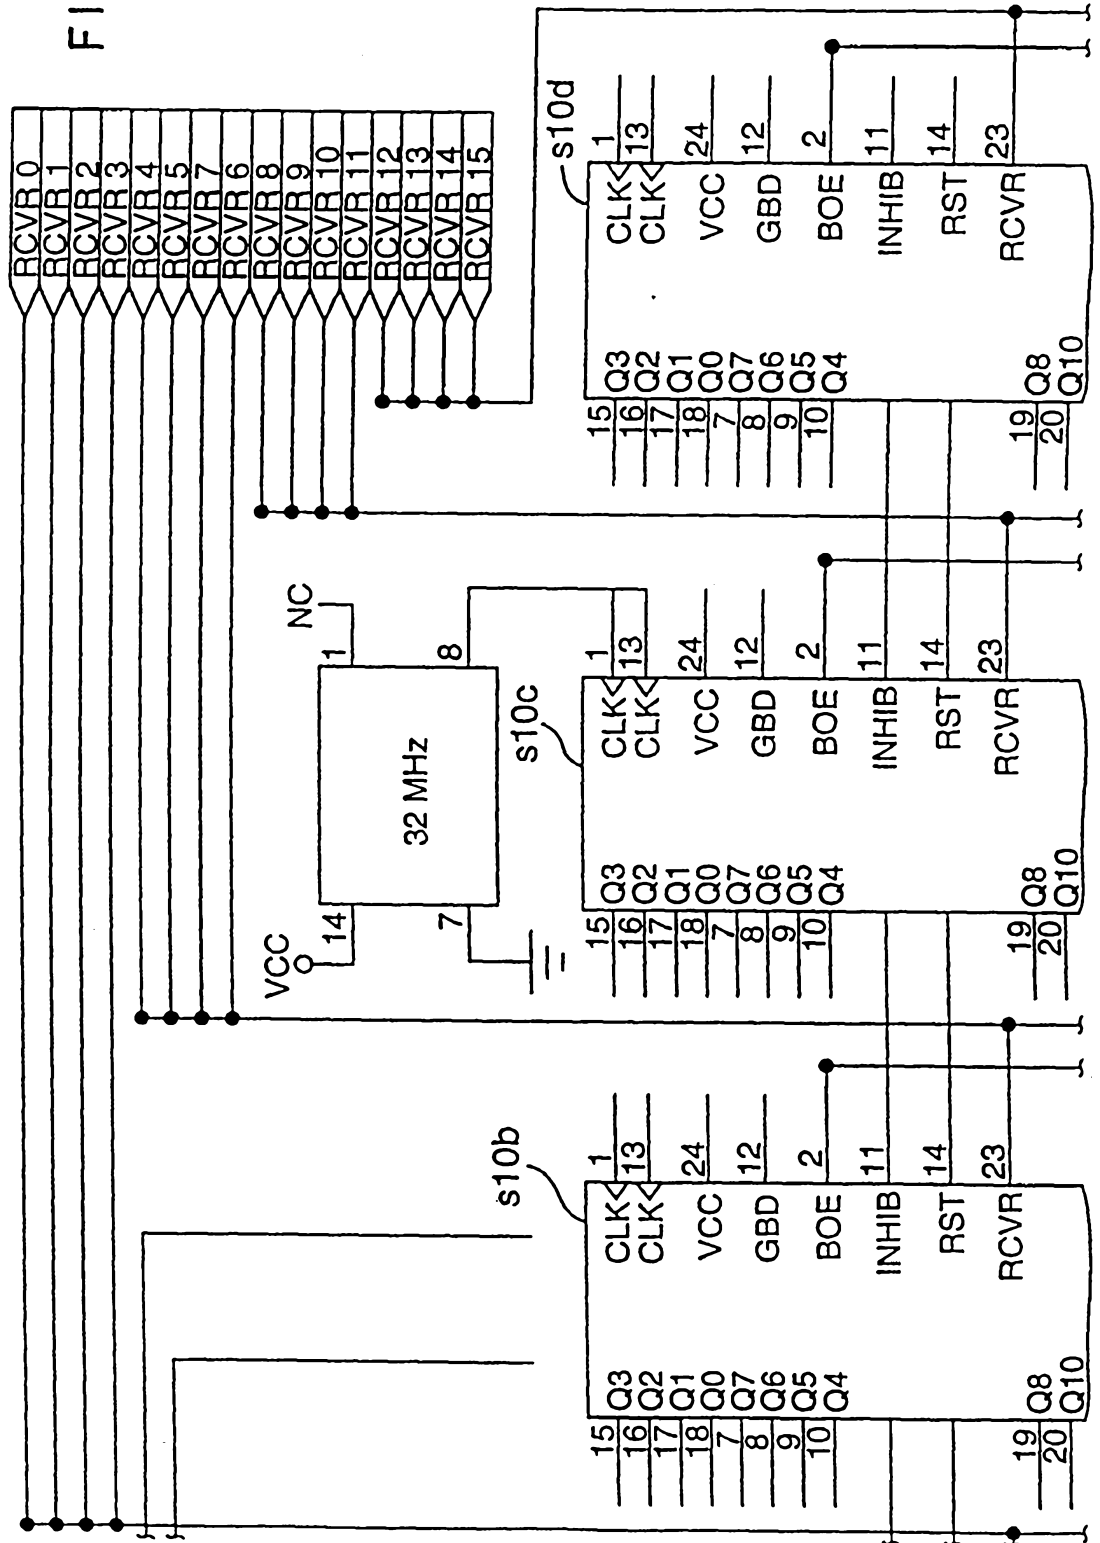 FI
RCVR 0
RCVR 1
RCVR 2
RCVR 3
RCVR 4
RCVR 5
RCVR 7
RCVR 6
RCVR 8
RCVR 9
RCVR 10
RCVR 11
RCVR 12
RCVR 13
RCVR 14
RCVR 15
NC
1
8
32 MHz
14
7
VCC
s10d
1
13
24
12
2
11
14
23
CLK
CLK
VCC
GBD
BOE
INHIB
RST
RCVR
Q3
Q2
Q1
Q0
Q7
Q6
Q5
Q4
Q8
Q10
15
16
17
18
7
8
9
10
19
20
s10c
1
13
24
12
2
11
14
23
CLK
CLK
VCC
GBD
BOE
INHIB
RST
RCVR
Q3
Q2
Q1
Q0
Q7
Q6
Q5
Q4
Q8
Q10
15
16
17
18
7
8
9
10
19
20
s10b
1
13
24
12
2
11
14
23
CLK
CLK
VCC
GBD
BOE
INHIB
RST
RCVR
Q3
Q2
Q1
Q0
Q7
Q6
Q5
Q4
Q8
Q10
15
16
17
18
7
8
9
10
19
20